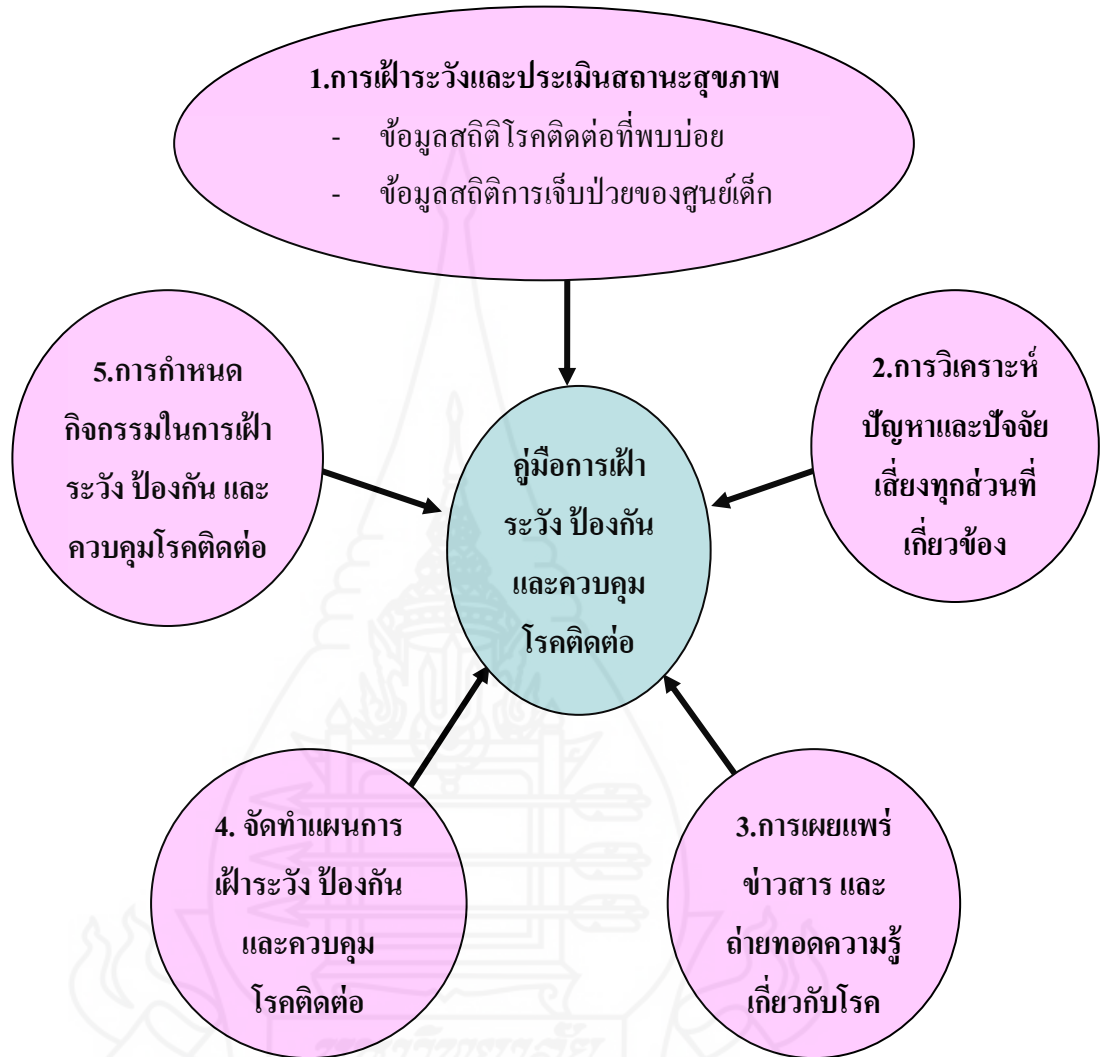 1.การเฝ้าระวังและประเมินสถานะสุขภาพ
- ข้อมูลสถิติโรคติดต่อที่พบบ่อย
- ข้อมูลสถิติการเจ็บป่วยของศูนย์เด็ก
2.การวิเคราะห์
ปัญหาและปัจจัย
เสี่ยงทุกส่วนที่
เกี่ยวข้อง
3.การเผยแพร่
ข่าวสาร และ
ถ่ายทอดความรู้
เกี่ยวกับโรค
4. จัดทำแผนการ
เฝ้าระวัง ป้องกัน
และควบคุม
โรคติดต่อ
5.การกำหนด
กิจกรรมในการเฝ้า
ระวัง ป้องกัน และ
ควบคุมโรคติดต่อ
คู่มือการเฝ้า
ระวัง ป้องกัน
และควบคุม
โรคติดต่อ